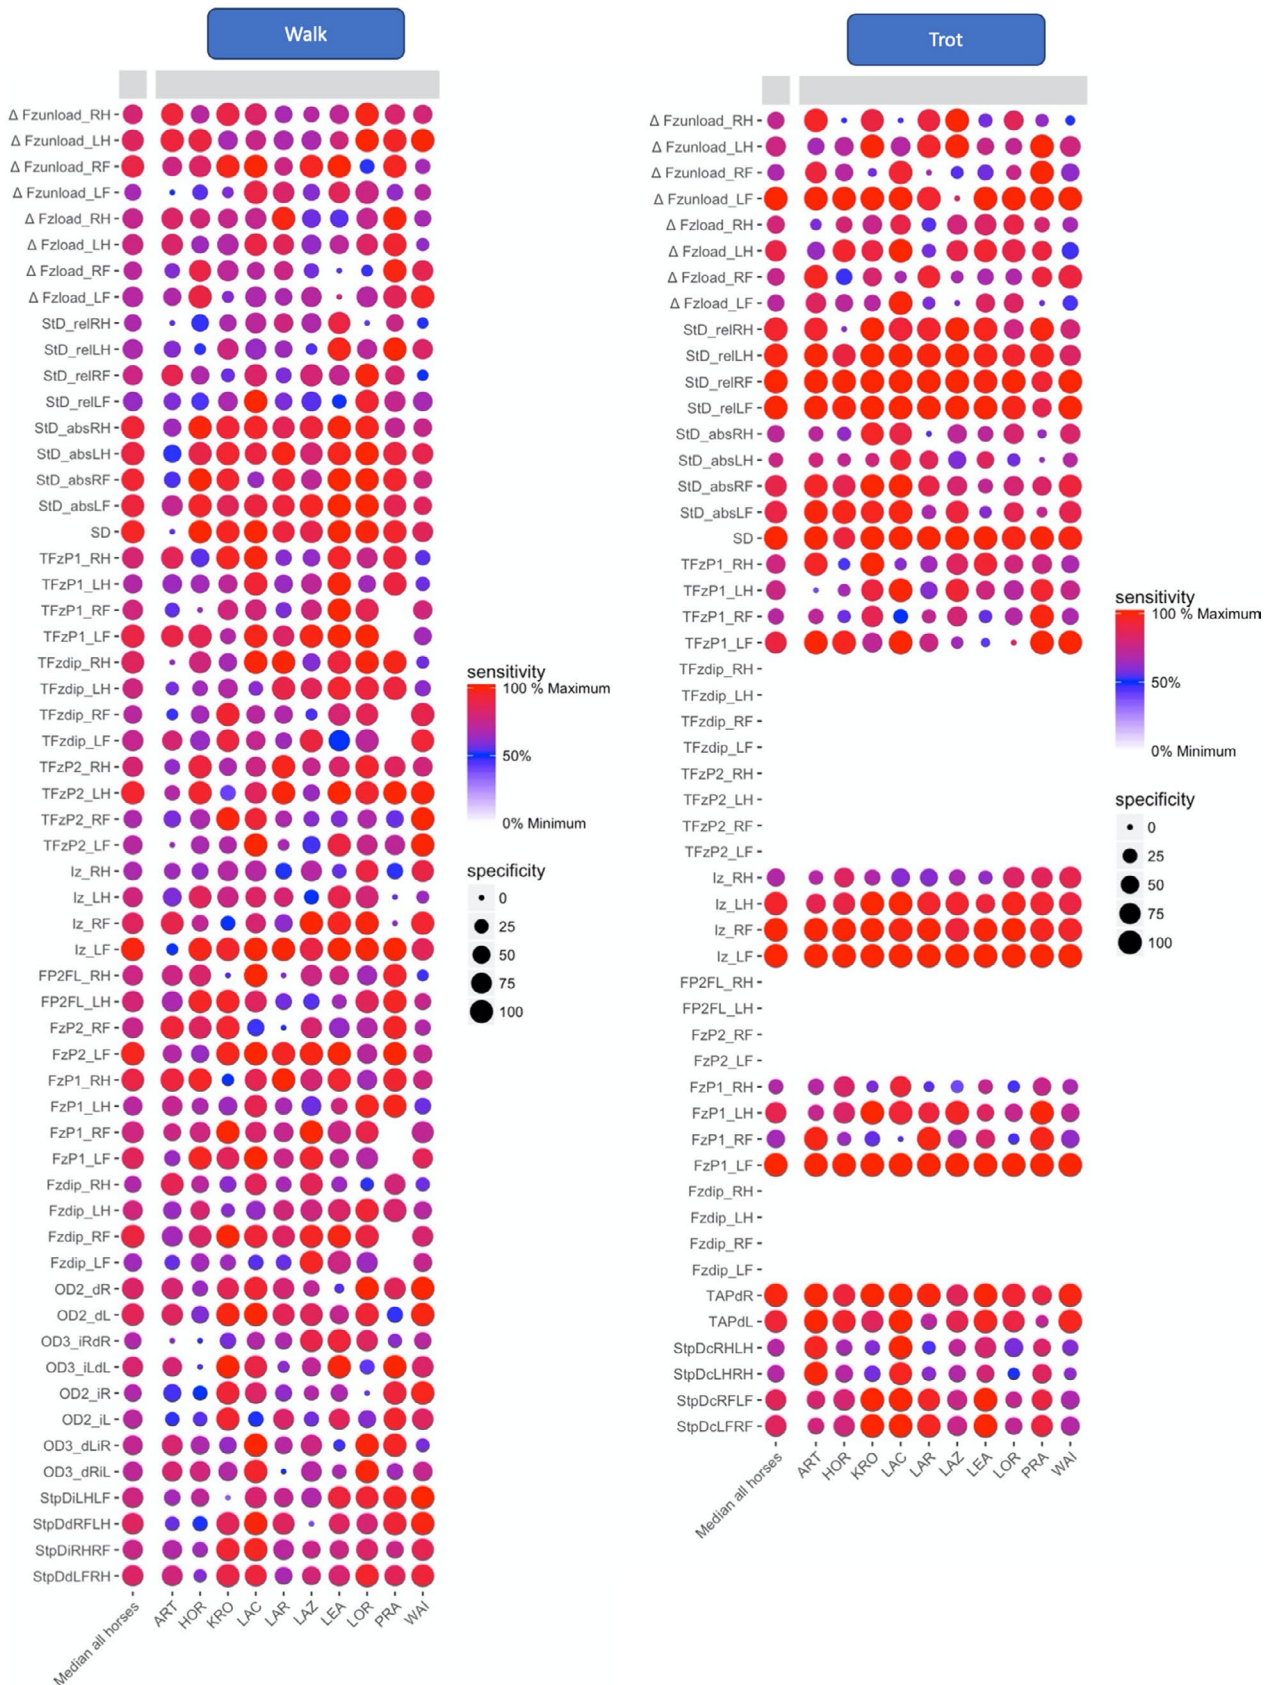 Walk
Δ Fzunload_RH
Δ Fzunload_LH
Δ Fzunload_RF
Δ Fzunload_LF
Δ Fzload_RH
Δ Fzload_LH
Δ Fzload_RF
Δ Fzload_LF
StD_relRH
StD_relLH
StD_relRF
StD_relLF
StD_absRH
StD_absLH
StD_absRF
StD_absLF
SD
TFzP1_RH
TFzP1_LH
TFzP1_RF
TFzP1_LF
TFzdip_RH
TFzdip_LH
TFzdip_RF
TFzdip_LF
TFzP2_RH
TFzP2_LH
TFzP2_RF
TFzP2_LF
Iz_RH
Iz_LH
Iz_RF
Iz_LF
FP2FL_RH
FP2FL_LH
FzP2_RF
FzP2_LF
FzP1_RH
FzP1_LH
FzP1_RF
FzP1_LF
Fzdip_RH
Fzdip_LH
Fzdip_RF
Fzdip_LF
OD2_dR
OD2_dL
OD3_iRdR
OD3_iLdL
OD2_iR
OD2_iL
OD3_dLiR
OD3_dRiL
StpDiLHLF
StpDdRFLH
StpDiRHRF
StpDdLFRH
Median all horses
ART
HOR
KRO
LAC
LAR
LAZ
LEA
LOR
PRA
WAI
sensitivity
100 % Maximum
50%
0% Minimum
specificity
0
25
50
75
100
Trot
Δ Fzunload_RH
Δ Fzunload_LH
Δ Fzunload_RF
Δ Fzunload_LF
Δ Fzload_RH
Δ Fzload_LH
Δ Fzload_RF
Δ Fzload_LF
StD_relRH
StD_relLH
StD_relRF
StD_relLF
StD_absRH
StD_absLH
StD_absRF
StD_absLF
SD
TFzP1_RH
TFzP1_LH
TFzP1_RF
TFzP1_LF
TFzdip_RH
TFzdip_LH
TFzdip_RF
TFzdip_LF
TFzP2_RH
TFzP2_LH
TFzP2_RF
TFzP2_LF
Iz_RH
Iz_LH
Iz_RF
Iz_LF
FP2FL_RH
FP2FL_LH
FzP2_RF
FzP2_LF
FzP1_RH
FzP1_LH
FzP1_RF
FzP1_LF
Fzdip_RH
Fzdip_LH
Fzdip_RF
Fzdip_LF
TAPdR
TAPdL
StpDcRHLH
StpDcLHRH
StpDcRFLF
StpDcLFRF
Median all horses
ART
HOR
KRO
LAC
LAR
LAZ
LEA
LOR
PRA
WAI
sensitivity
100 % Maximum
50%
0% Minimum
specificity
0
25
50
75
100